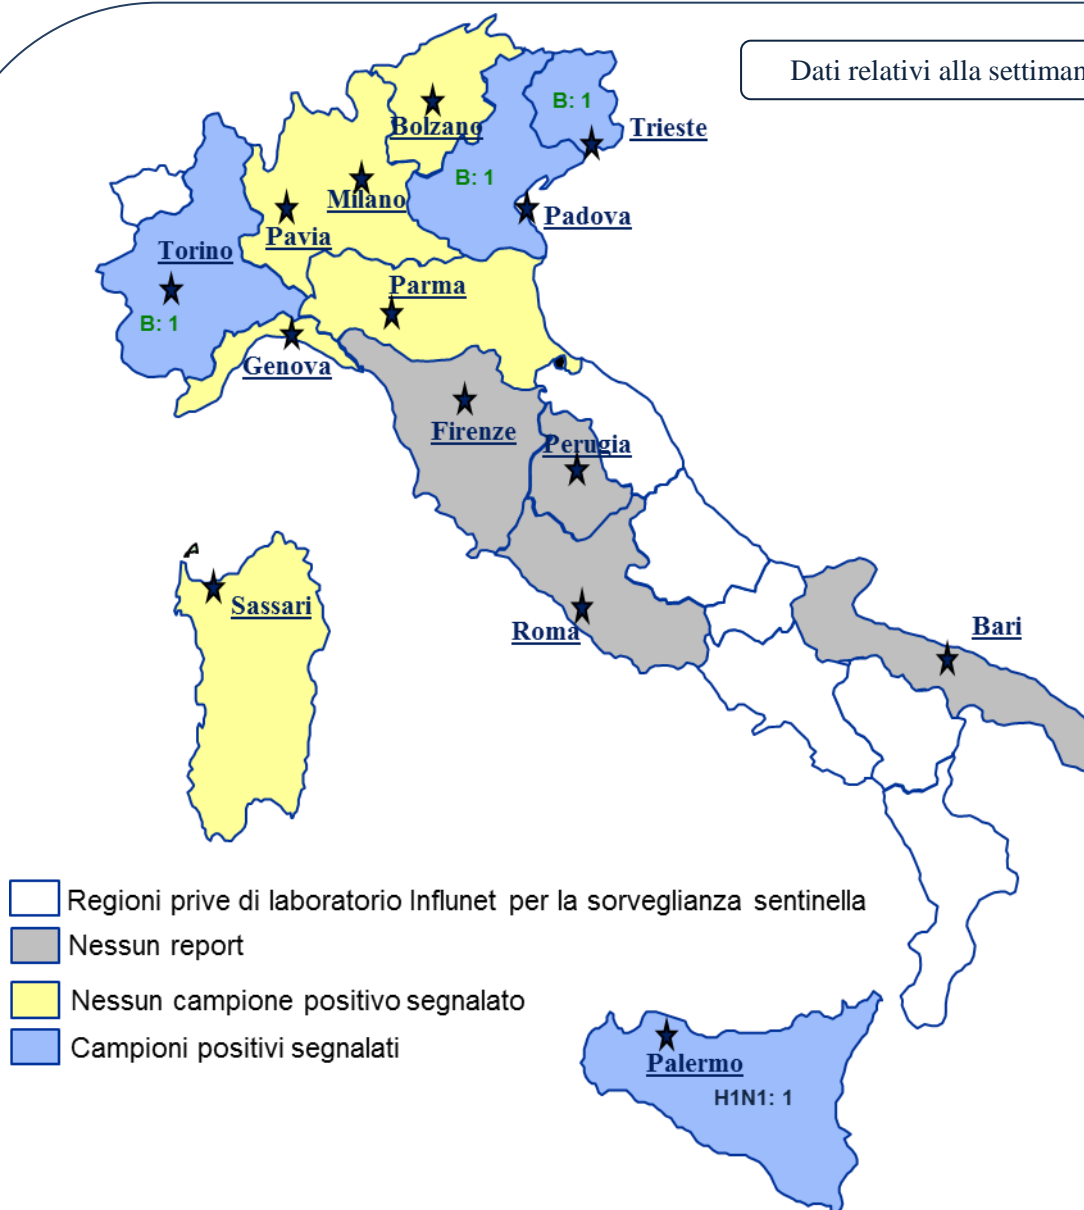 Dati relativi alla settiman
B: 1
Bolzano
Trieste
B: 1
Milano
Padova
Pavia
Torino
Parma
B: 1
Genova
Firenze
Perugia
Sassari
Roma
Bari
Regioni prive di laboratorio Influnet per la sorveglianza sentinella
Nessun report
Nessun campione positivo segnalato
Campioni positivi segnalati
Palermo
H1N1: 1